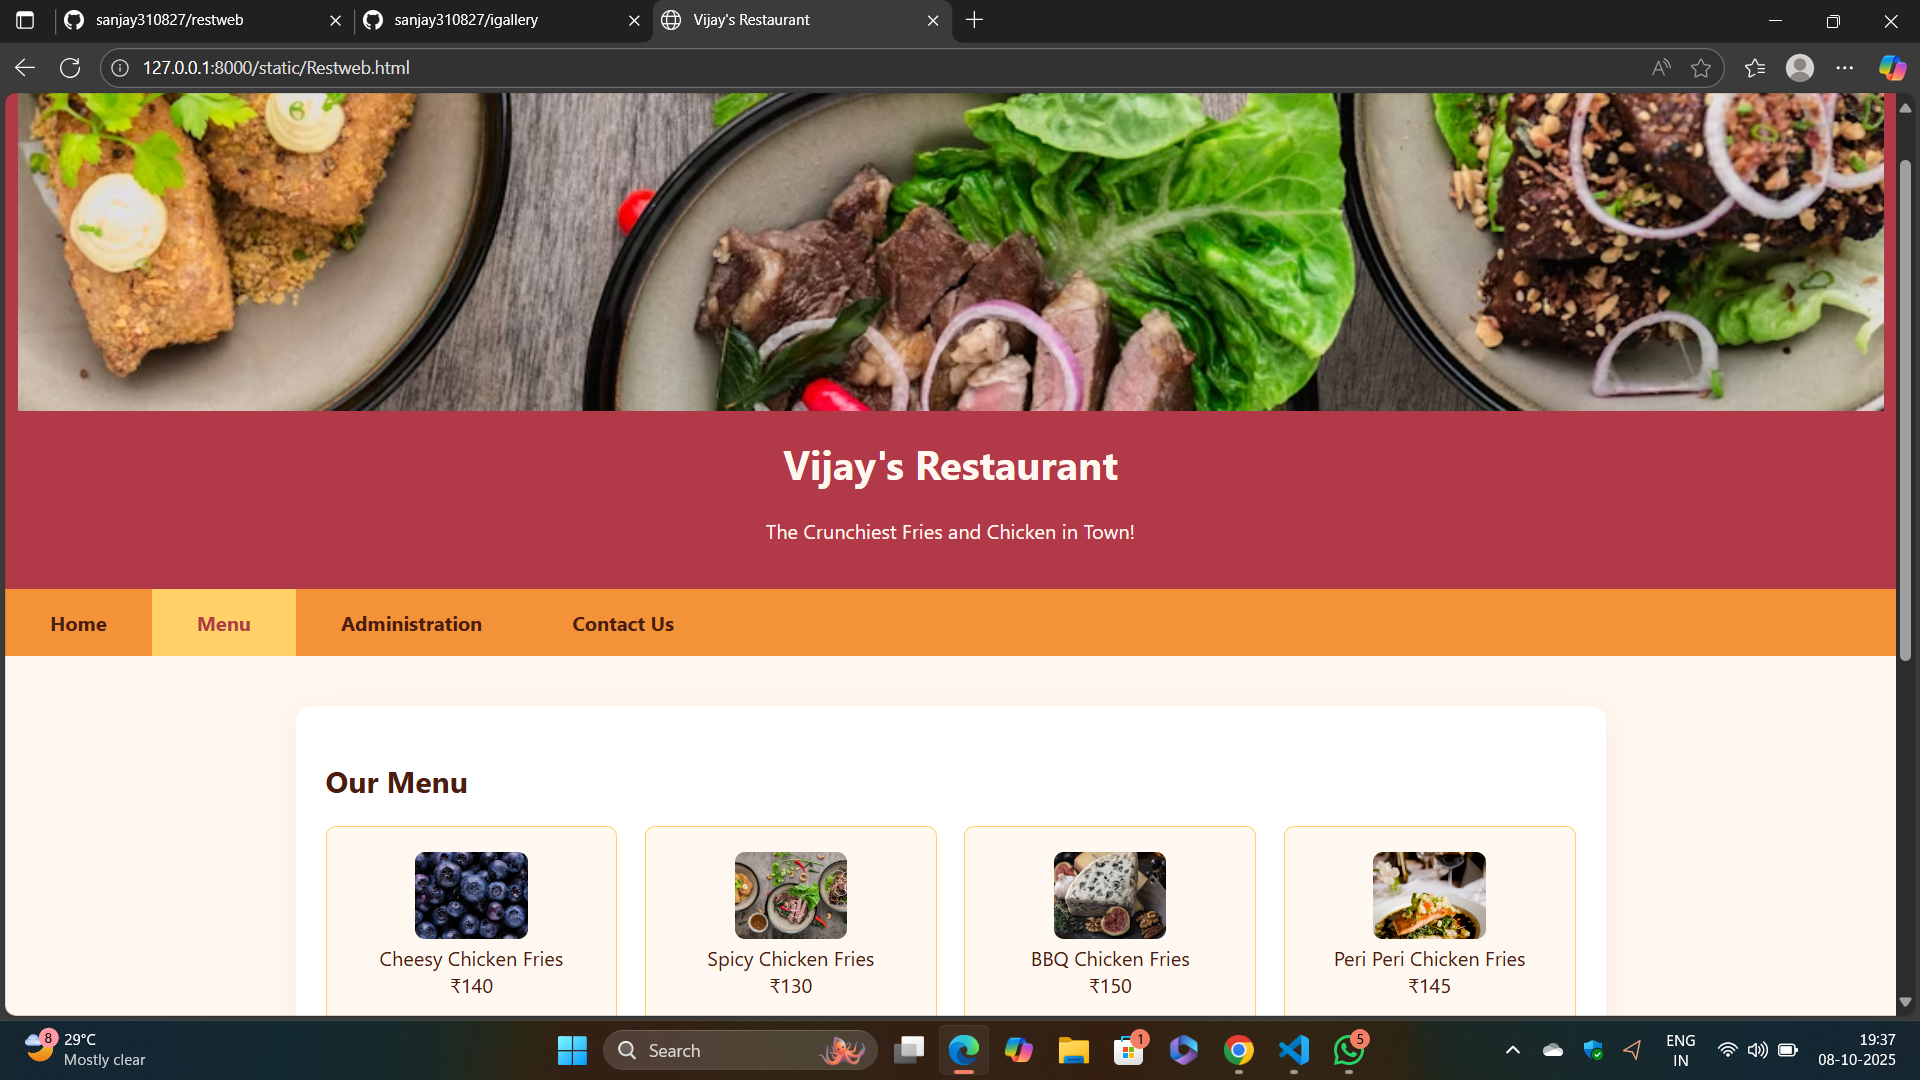 sanjay310827/restweb
sanjay310827/igallery
Vijay's Restaurant
127.0.0.1:8000/static/Restweb.html
Vijay's Restaurant
The Crunchiest Fries and Chicken in Town!
Home Menu Administration Contact Us
Our Menu
Cheesy Chicken Fries
₹140
Spicy Chicken Fries
₹130
BBQ Chicken Fries
₹150
Peri Peri Chicken Fries
₹145
8
29°C
Mostly clear
Search
1
5
ENG
IN
19:37
08-10-2025